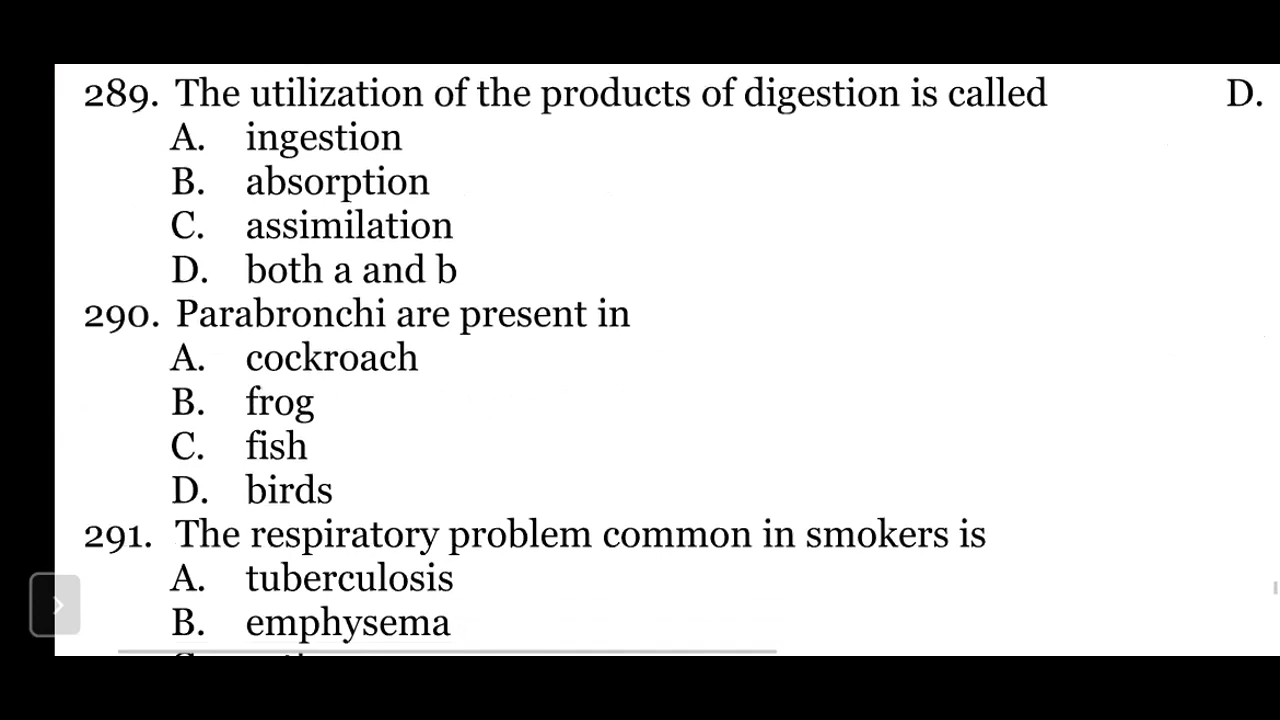 289. The utilization of the products of digestion is called
A. ingestion
B. absorption
C. assimilation
D. both a and b
290. Parabronchi are present in
A. cockroach
B. frog
C. fish
D. birds
291. The respiratory problem common in smokers is
A. tuberculosis
B. emphysema
D.